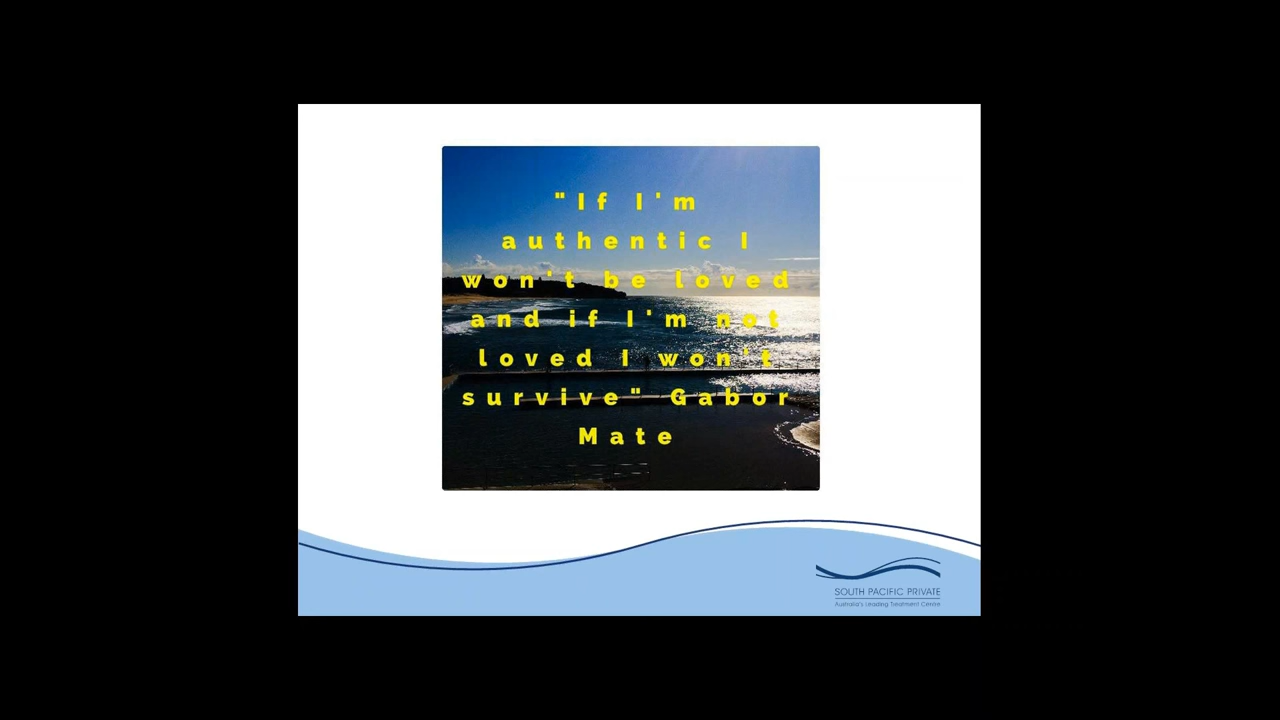 "If I'm
authentic I
won't be loved
and if I'm not
loved I won't
survive" Gabor
Mate
SOUTH PACIFIC PRIVATE
Australia's Leading Treatment Centre